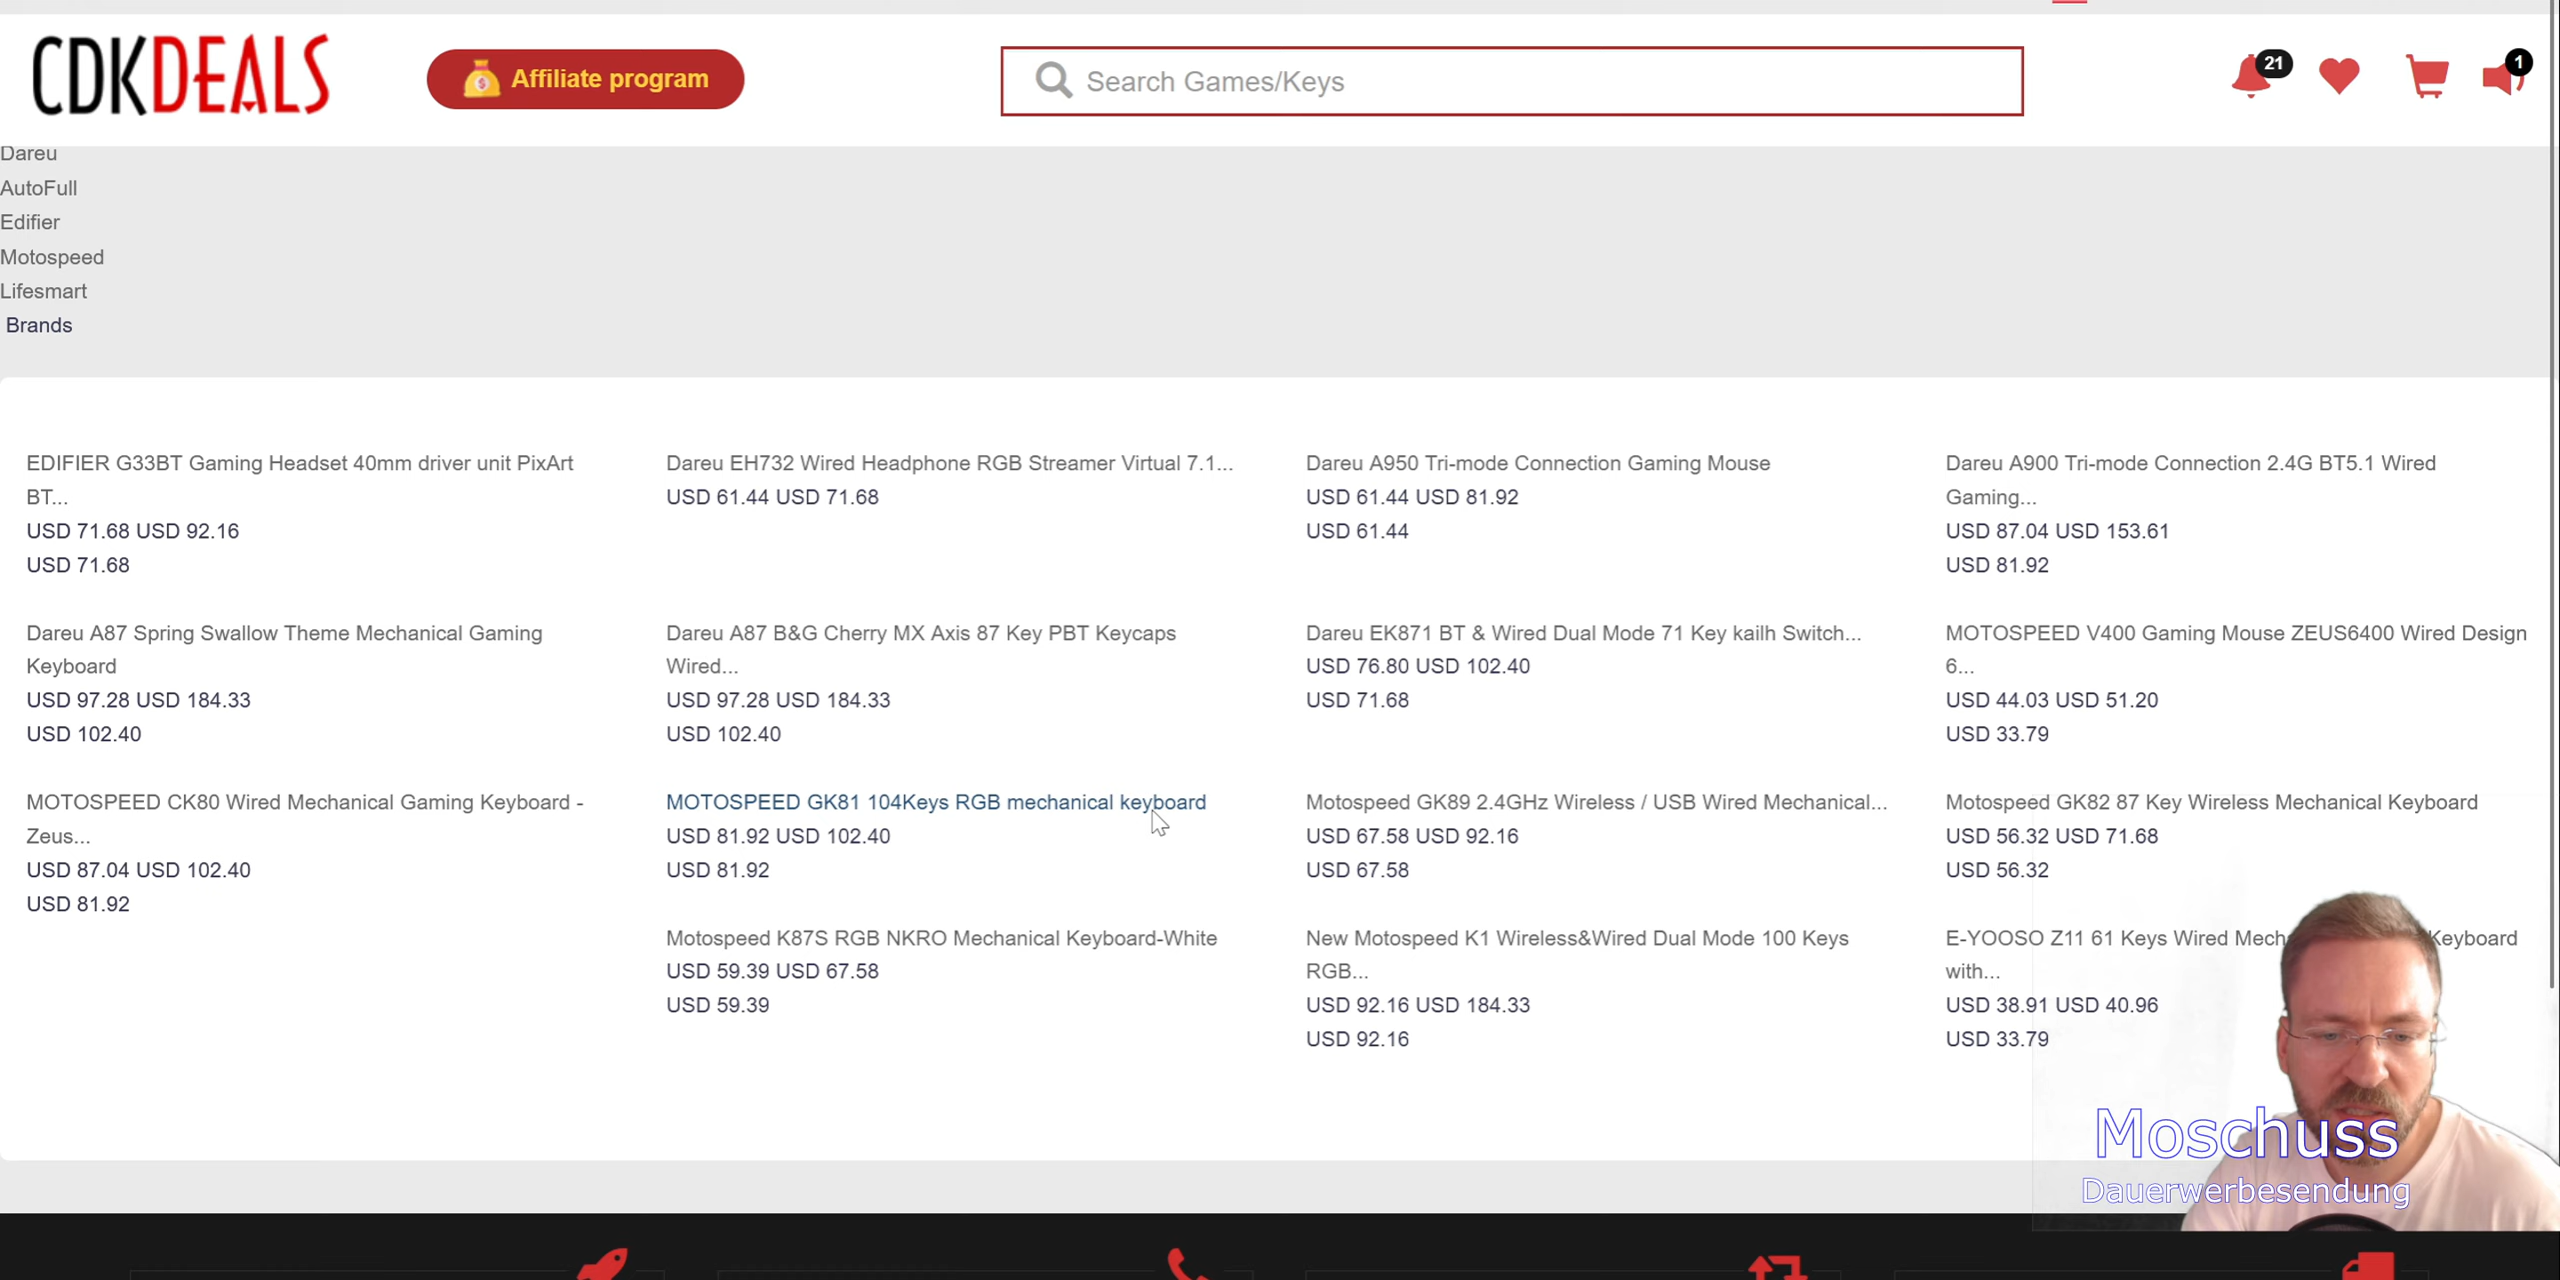 CDKDEALS
Affiliate program
Search Games/Keys
21
1
Dareu
AutoFull
Edifier
Motospeed
Lifesmart
Brands
EDIFIER G33BT Gaming Headset 40mm driver unit PixArt
BT...
USD 71.68 USD 92.16
USD 71.68
Dareu EH732 Wired Headphone RGB Streamer Virtual 7.1...
USD 61.44 USD 71.68
Dareu A950 Tri-mode Connection Gaming Mouse
USD 61.44 USD 81.92
USD 61.44
Dareu A900 Tri-mode Connection 2.4G BT5.1 Wired
Gaming...
USD 87.04 USD 153.61
USD 81.92
Dareu A87 Spring Swallow Theme Mechanical Gaming
Keyboard
USD 97.28 USD 184.33
USD 102.40
Dareu A87 B&G Cherry MX Axis 87 Key PBT Keycaps
Wired...
USD 97.28 USD 184.33
USD 102.40
Dareu EK871 BT & Wired Dual Mode 71 Key kailh Switch...
USD 76.80 USD 102.40
USD 71.68
MOTOSPEED V400 Gaming Mouse ZEUS6400 Wired Design
6...
USD 44.03 USD 51.20
USD 33.79
MOTOSPEED CK80 Wired Mechanical Gaming Keyboard -
Zeus...
USD 87.04 USD 102.40
USD 81.92
MOTOSPEED GK81 104Keys RGB mechanical keyboard
USD 81.92 USD 102.40
USD 81.92
Motospeed GK89 2.4GHz Wireless / USB Wired Mechanical...
USD 67.58 USD 92.16
USD 67.58
Motospeed GK82 87 Key Wireless Mechanical Keyboard
USD 56.32 USD 71.68
USD 56.32
Motospeed K87S RGB NKRO Mechanical Keyboard-White
USD 59.39 USD 67.58
USD 59.39
New Motospeed K1 Wireless&Wired Dual Mode 100 Keys
RGB...
USD 92.16 USD 184.33
USD 92.16
E-YOOSO Z11 61 Keys Wired Keyboard
with...
USD 38.91 USD 40.96
USD 33.79
Moschuss
Dauerwerbesendung